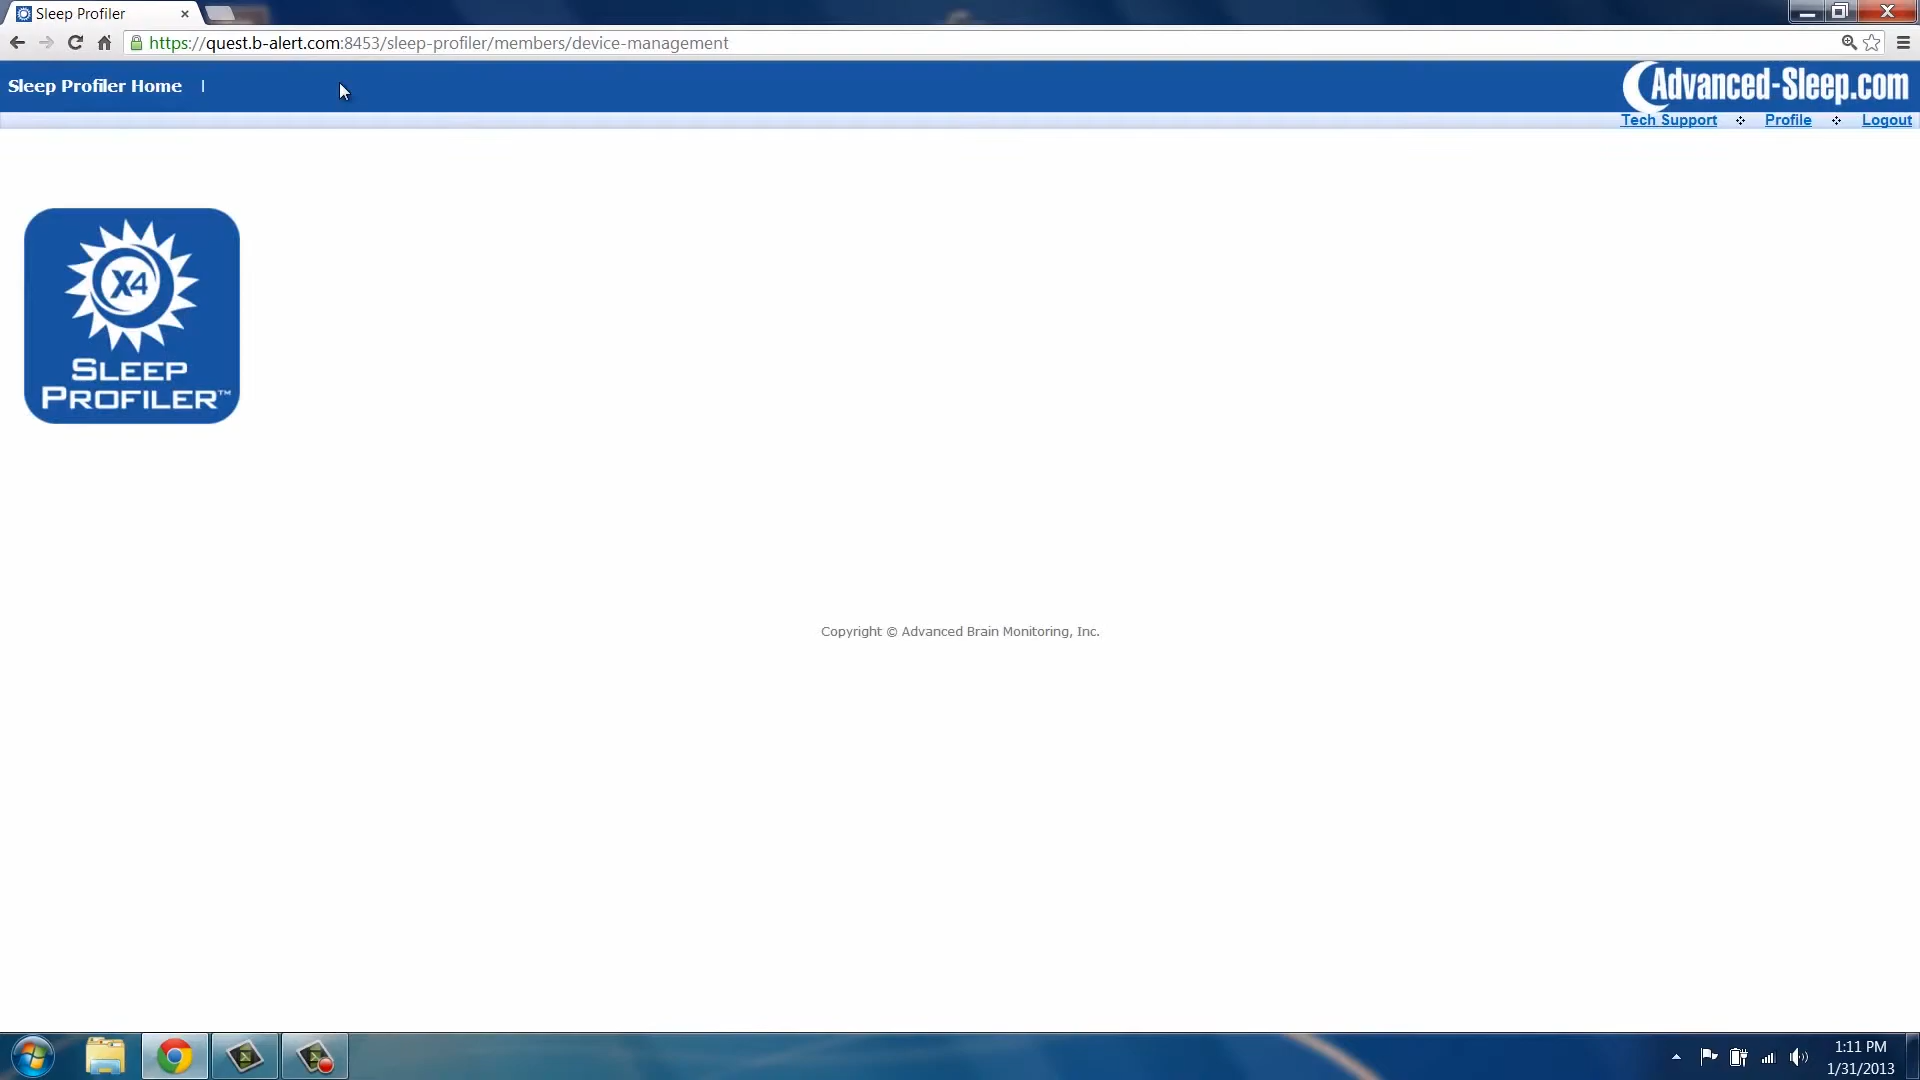 Sleep Profiler
https://quest.b-alert.com:8453/sleep-profiler/members/device-management
Sleep Profiler Home |
Advanced-Sleep.com
Tech Support Profile Logout
X4
SLEEP
PROFILER™
Copyright © Advanced Brain Monitoring, Inc.
1:11 PM
1/31/2013